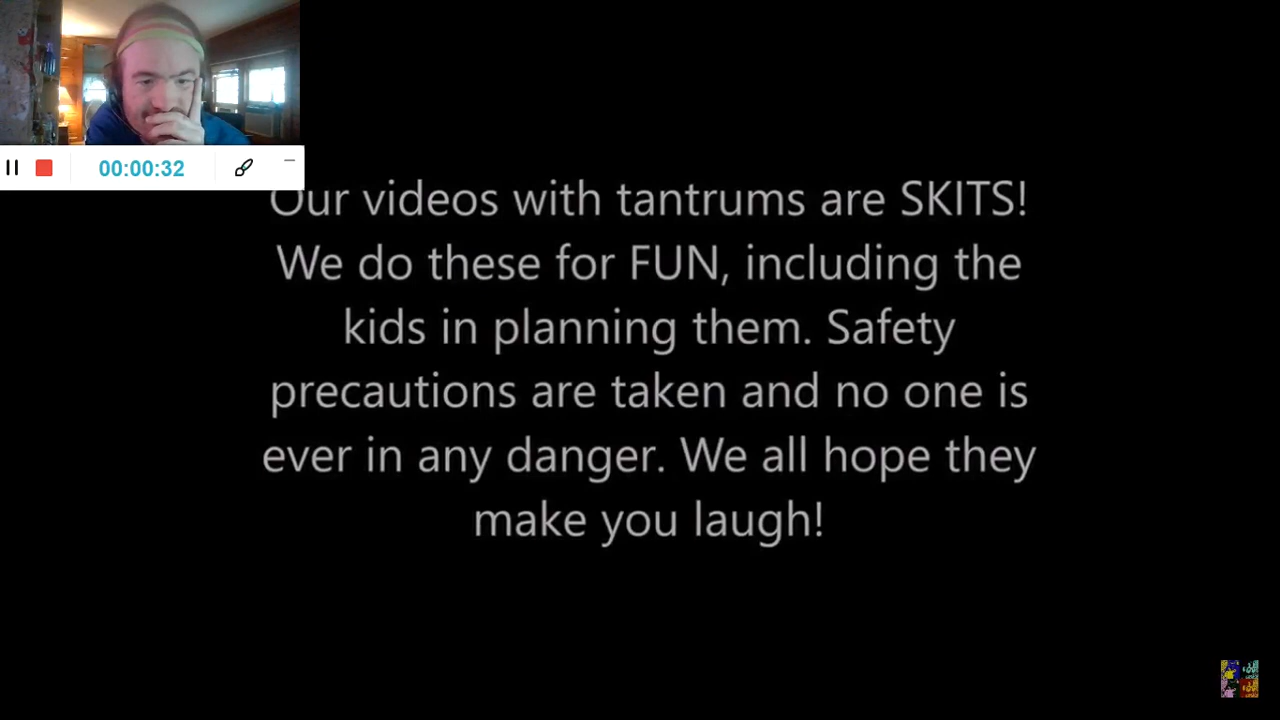 00:00:32
Our videos with tantrums are SKITS!
We do these for FUN, including the
kids in planning them. Safety
precautions are taken and no one is
ever in any danger. We all hope they
make you laugh!